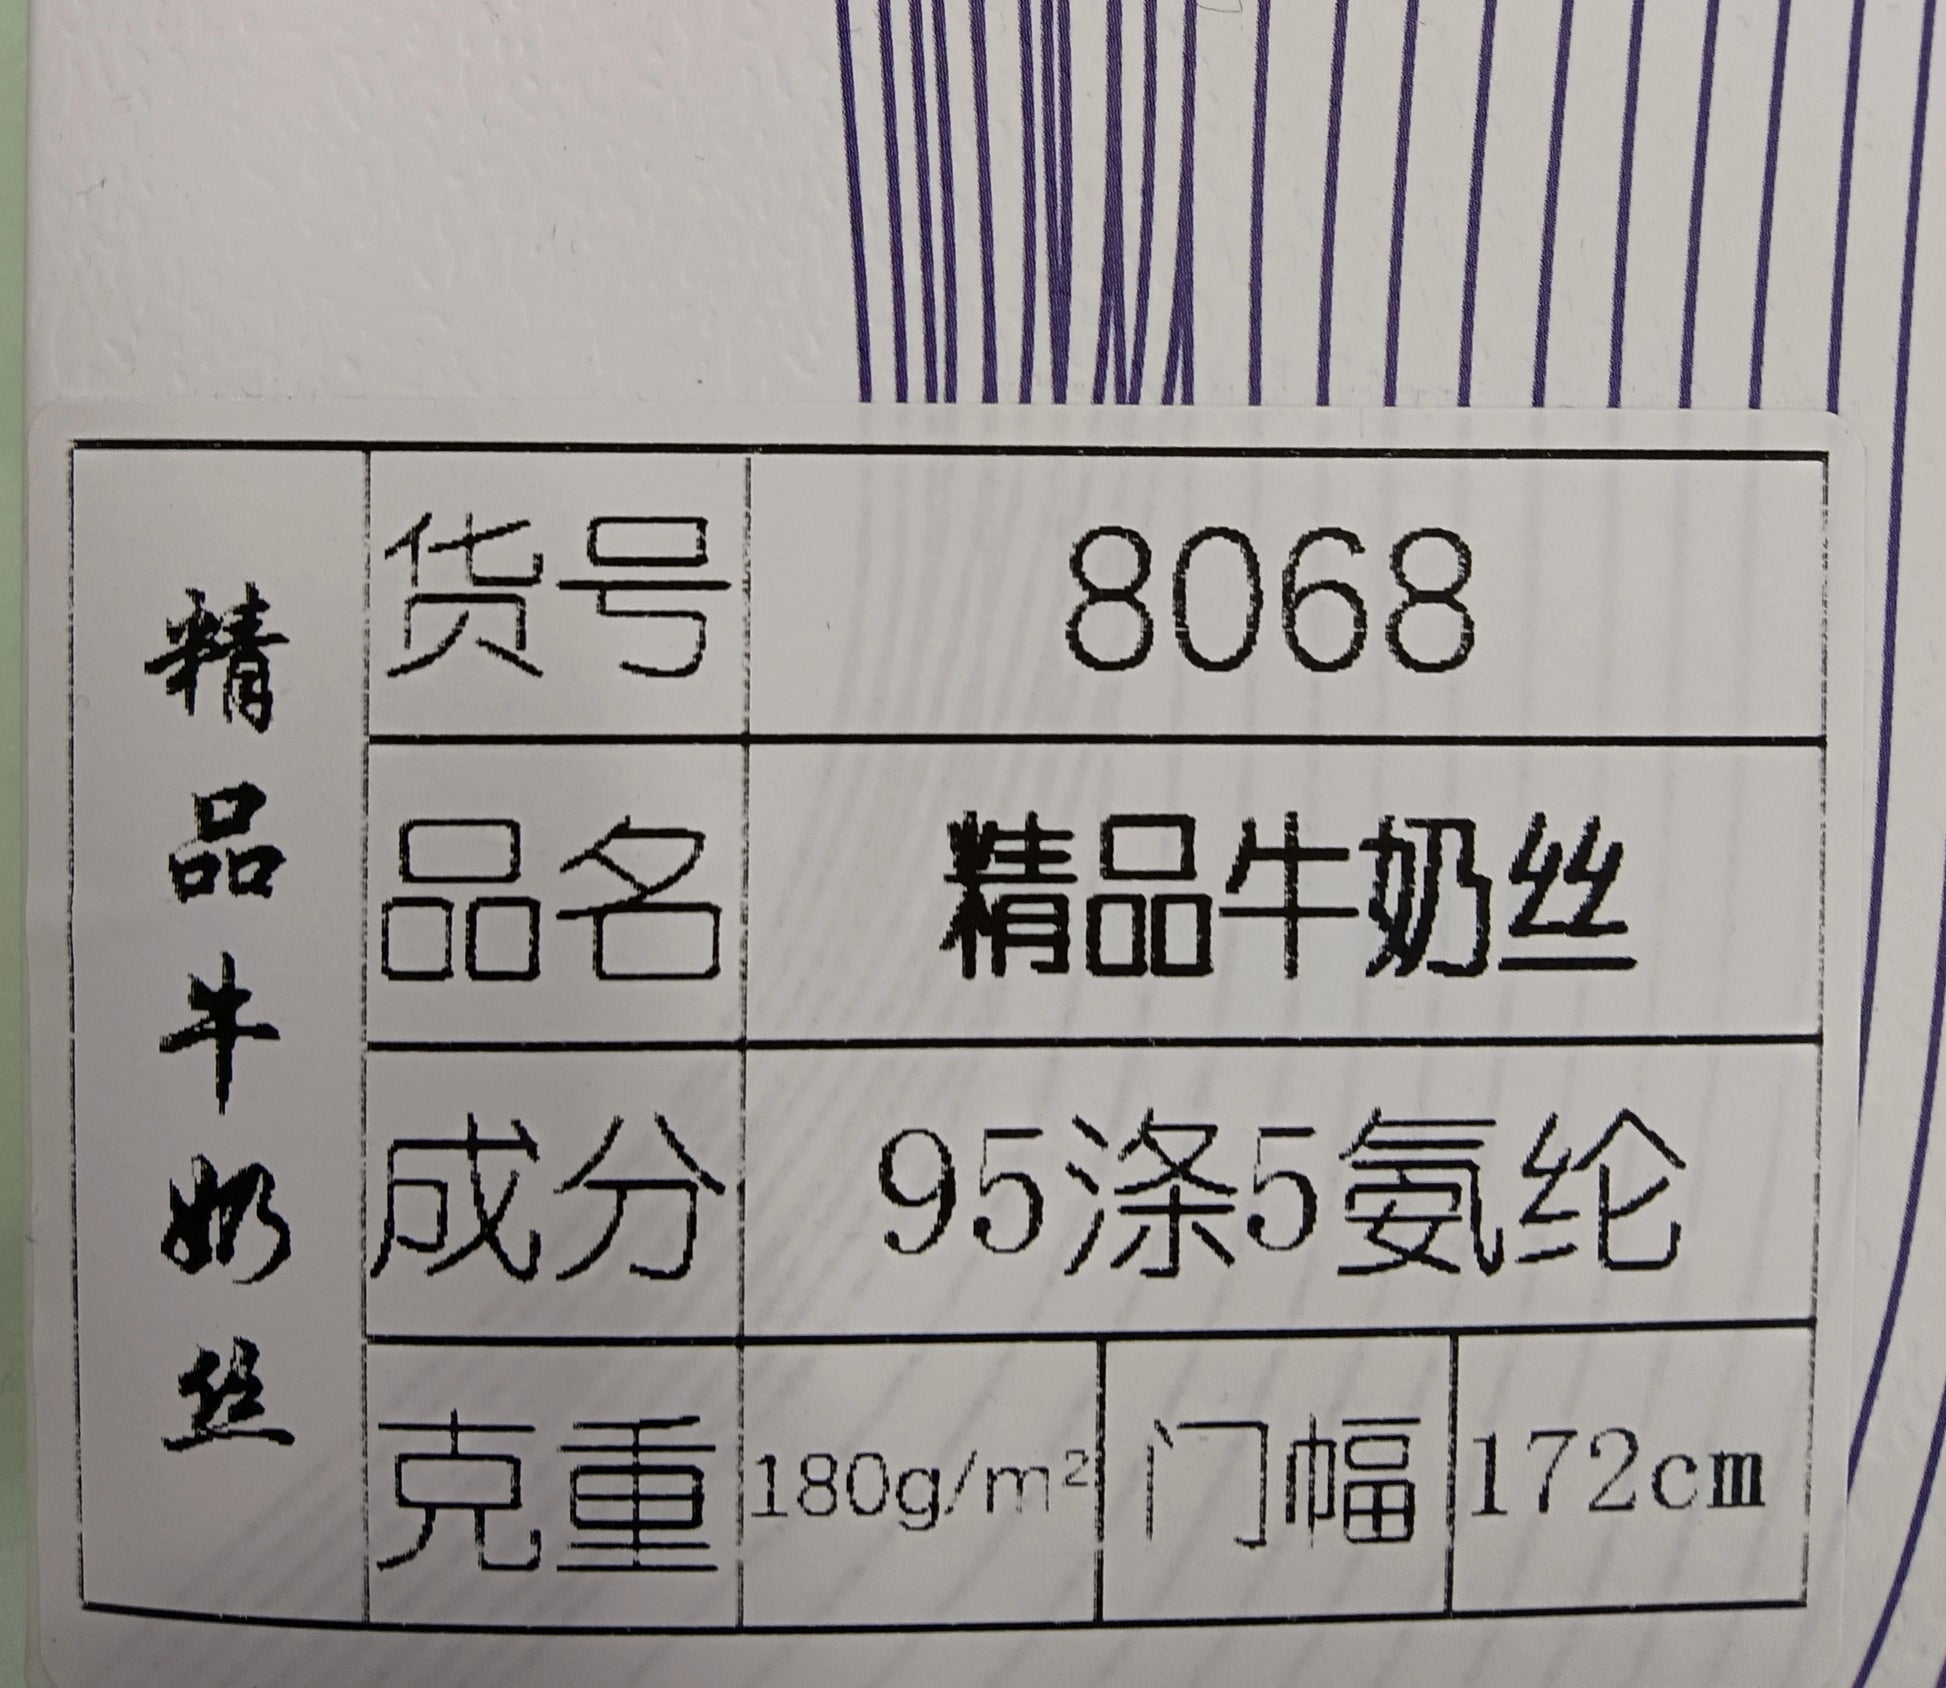 精品牛奶丝
货号 8068
品名 精品牛奶丝
成分 95涤5氨纶
克重 180g/m² 门幅 172cm